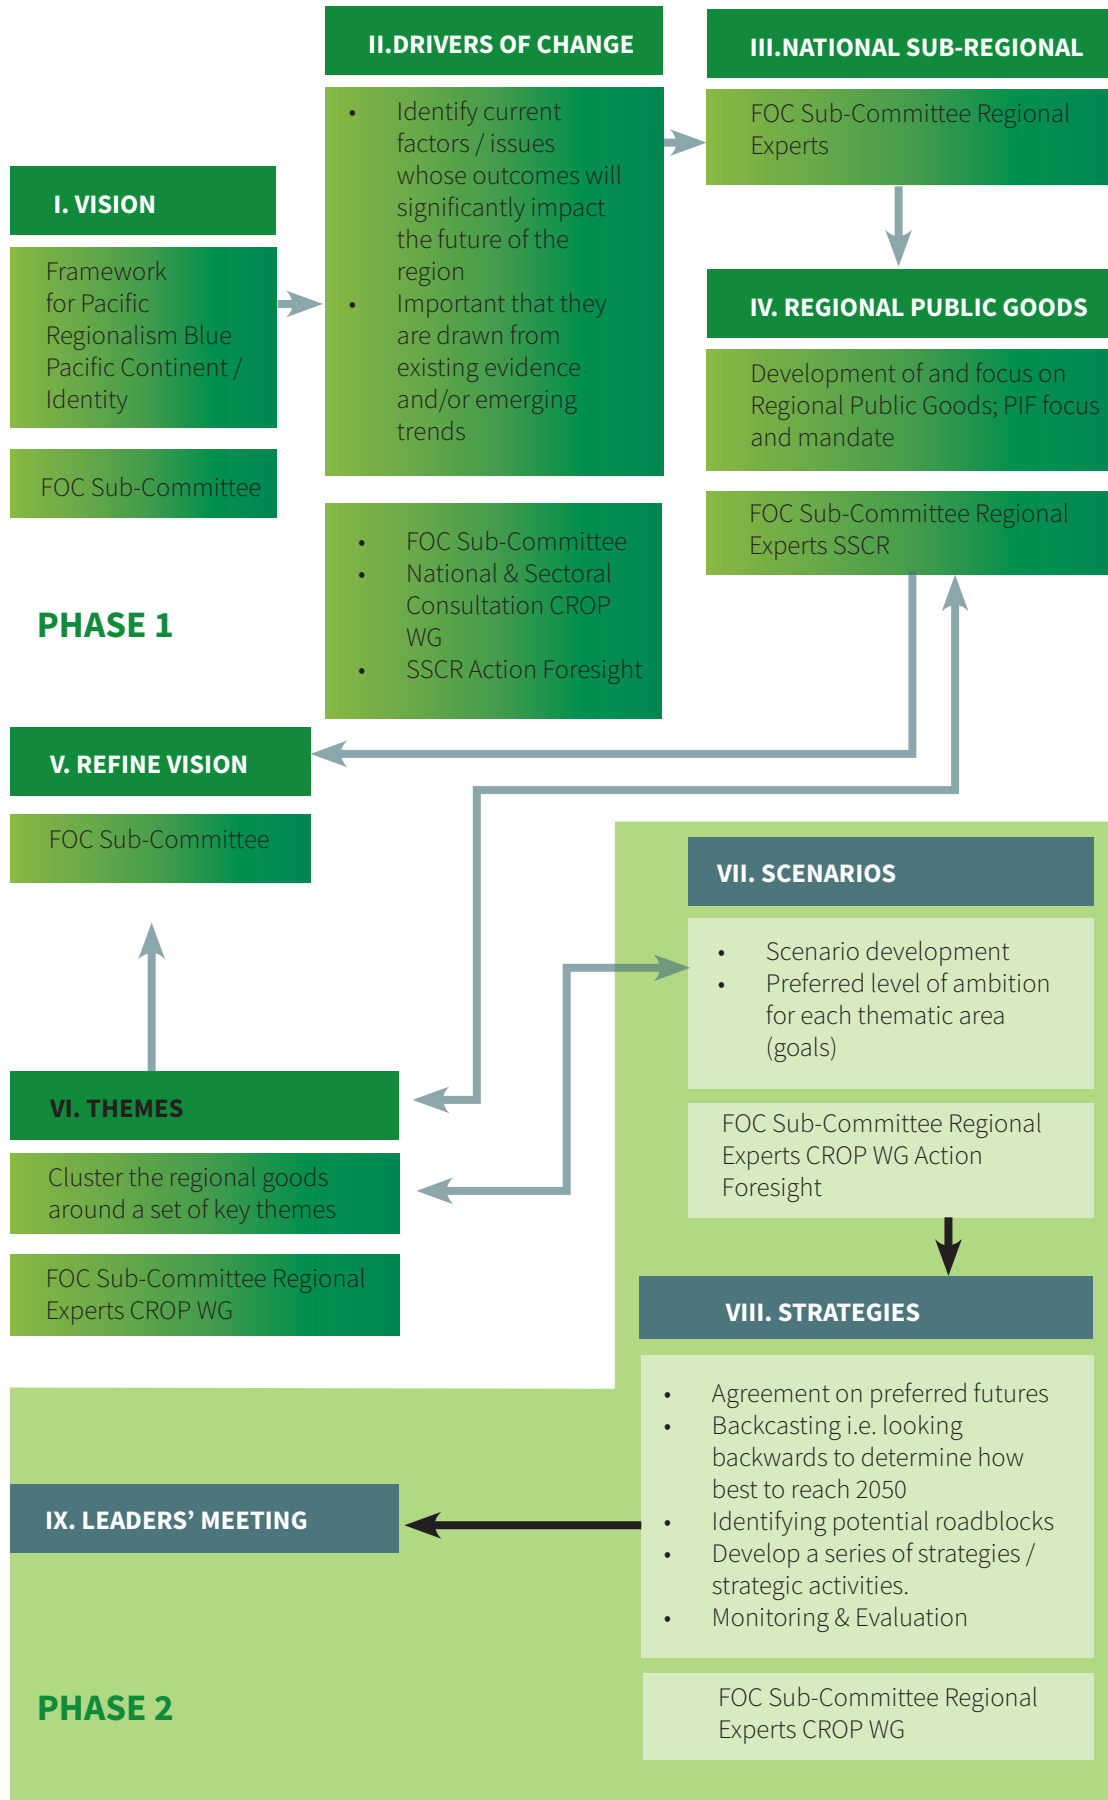 I. VISION
Framework
for Pacific
Regionalism Blue
Pacific Continent /
Identity
FOC Sub-Committee
II.DRIVERS OF CHANGE
• Identify current
factors / issues
whose outcomes will
significantly impact
the future of the
region
• Important that they
are drawn from
existing evidence
and/or emerging
trends
• FOC Sub-Committee
• National & Sectoral
Consultation CROP
WG
• SSCR Action Foresight
III.NATIONAL SUB-REGIONAL
FOC Sub-Committee Regional
Experts
IV. REGIONAL PUBLIC GOODS
Development of and focus on
Regional Public Goods; PIF focus
and mandate
FOC Sub-Committee Regional
Experts SSCR
PHASE 1
V. REFINE VISION
FOC Sub-Committee
VI. THEMES
Cluster the regional goods
around a set of key themes
FOC Sub-Committee Regional
Experts CROP WG
VII. SCENARIOS
• Scenario development
• Preferred level of ambition
for each thematic area
(goals)
FOC Sub-Committee Regional
Experts CROP WG Action
Foresight
VIII. STRATEGIES
• Agreement on preferred futures
• Backcasting i.e. looking
backwards to determine how
best to reach 2050
• Identifying potential roadblocks
• Develop a series of strategies /
strategic activities.
• Monitoring & Evaluation
FOC Sub-Committee Regional
Experts CROP WG
IX. LEADERS’ MEETING
PHASE 2